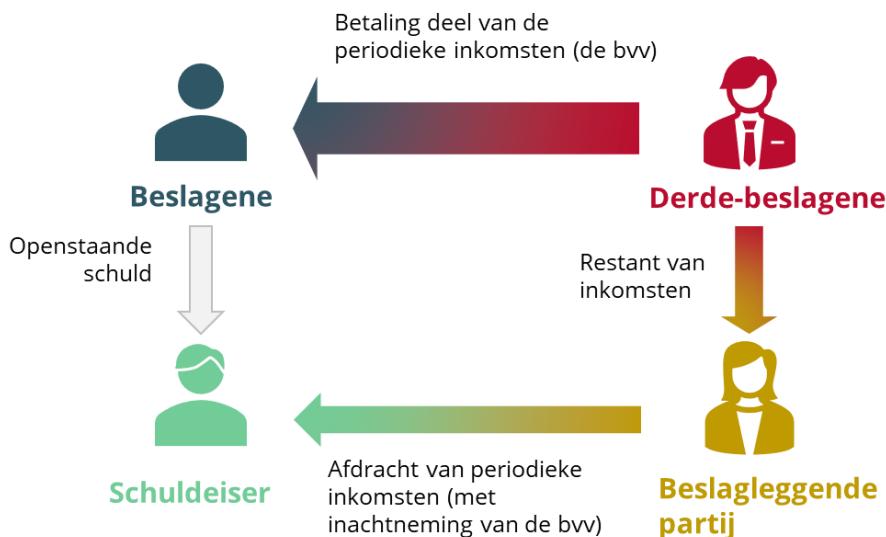 Betaling deel van de
periodieke inkomsten (de bvv)
Beslagene
Derde-beslagene
Openstaande
schuld
Restant van
inkomsten
Schuldeiser
Afdracht van periodieke
inkomsten (met
inachtneming van de bvv)
Beslagleggende
partij